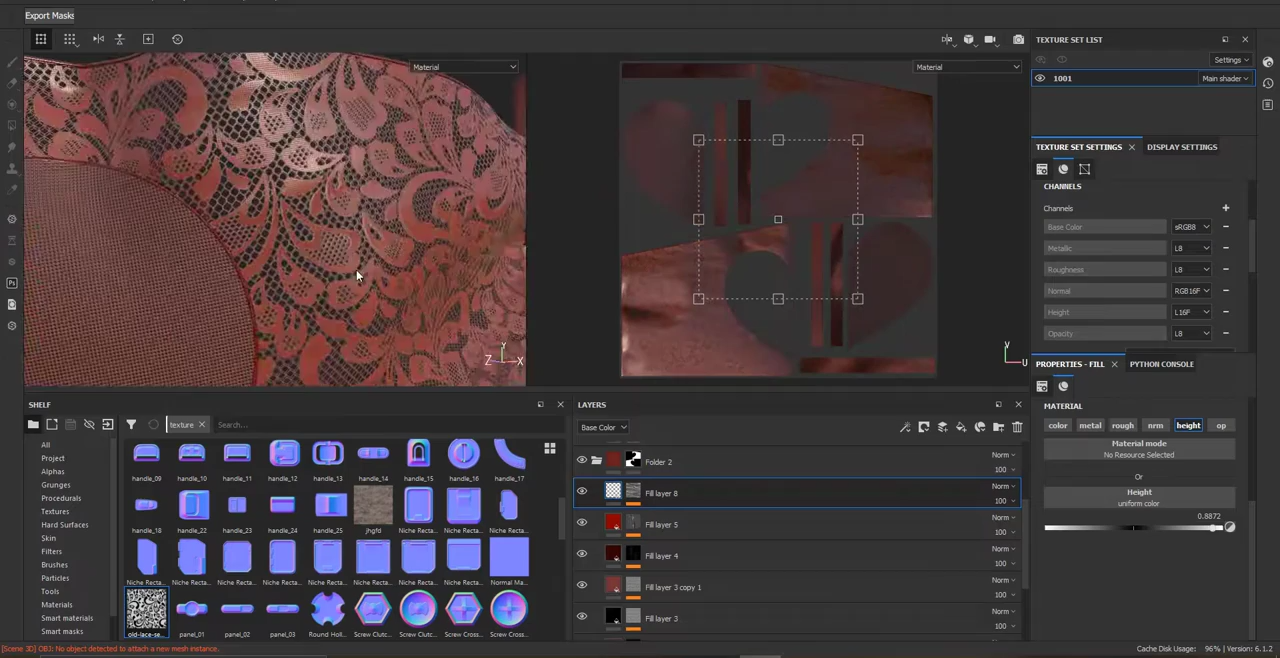 Export Masks
Material
Material
TEXTURE SET LIST
Settings
1001
Main shader
TEXTURE SET SETTINGS
DISPLAY SETTINGS
CHANNELS
Channels
Base Color
sRGB8
Metallic
L8
Roughness
L8
Normal
RGB16F
Height
L16F
Opacity
L8
Y
Z
X
V
U
PROPERTIES - FILL
PYTHON CONSOLE
MATERIAL
color
metal
rough
nrm
height
op
Material mode
No Resource Selected
Or
Height
uniform color
0.8872
SHELF
texture
Search...
All
Project
Alphas
Grunges
Procedurals
Textures
Hard Surfaces
Skin
Filters
Brushes
Particles
Tools
Materials
Smart materials
Smart masks
handle_09
handle_10
handle_11
handle_12
handle_13
handle_14
handle_15
handle_16
handle_17
handle_18
handle_22
handle_23
handle_24
handle_25
jhgfd
Niche Recta...
Niche Recta...
Niche Recta...
Niche Recta...
Niche Recta...
Niche Recta...
Niche Recta...
Niche Recta...
Niche Recta...
Niche Recta...
Niche Recta...
Normal Ma...
old-lace-se...
panel_01
panel_02
panel_03
Round Holl...
Screw Clutc...
Screw Clutc...
Screw Cross...
Screw Cross...
LAYERS
Base Color
Folder 2
Norm
100
Fill layer 8
Norm
100
Fill layer 5
Norm
100
Fill layer 4
Norm
100
Fill layer 3 copy 1
Norm
100
Fill layer 3
Norm
100
[Scene 3D] OBJ: No object detected to attach a new mesh instance.
Cache Disk Usage: 96% | Version: 6.1.2